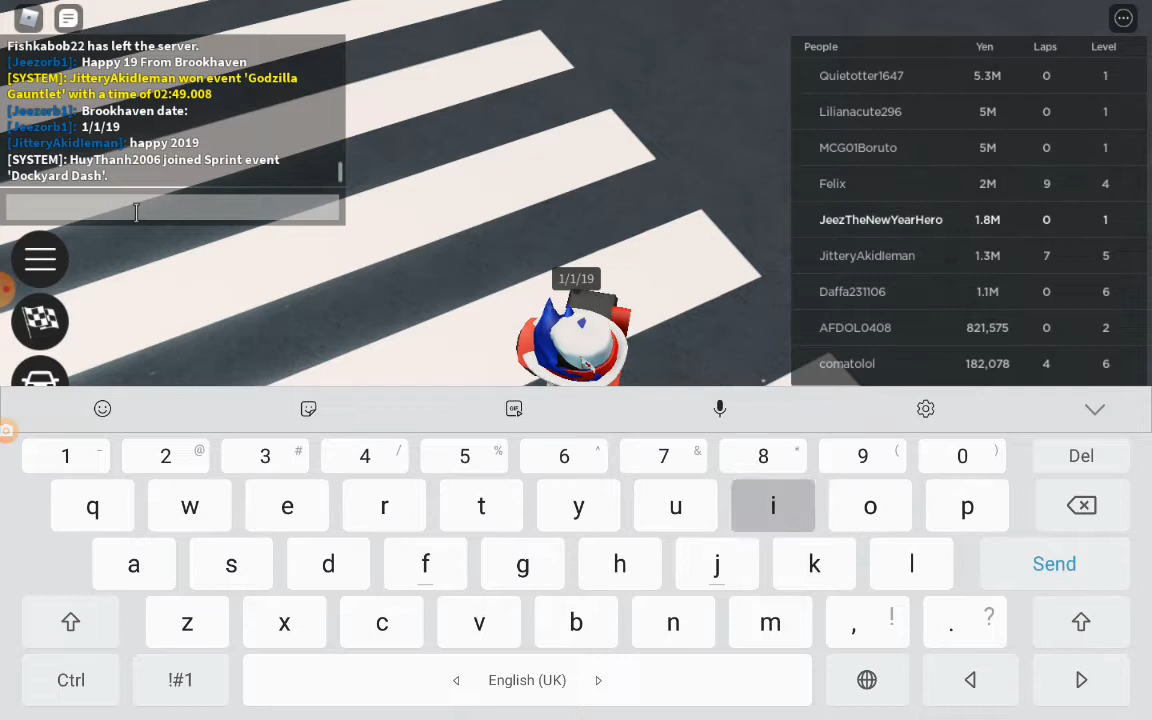 Fishkabob22 has left the server.
[Jeezorb1]: Happy 19 From Brookhaven
[SYSTEM]: JitteryAkidIeman won event 'Godzilla
Gauntlet' with a time of 02:49.008
[Jeezorb1]: Brookhaven date:
[Jeezorb1]: 1/1/19
[JitteryAkidIeman]: happy 2019
[SYSTEM]: HuyThanh2006 joined Sprint event
'Dockyard Dash'.
People Yen Laps Level
Quietotter1647 5.3M 0 1
Lilianacute296 5M 0 1
MCG01Boruto 5M 0 1
Felix 2M 9 4
JeezTheNewYearHero 1.8M 0 1
JitteryAkidIeman 1.3M 7 5
Daffa231106 1.1M 0 6
AFDOL0408 821,575 0 2
comatolol 182,078 4 6
1/1/19
GIF
1 - 2 @ 3 # 4 / 5 % 6 ^ 7 & 8 * 9 ( 0 ) Del
q w e r t y u i o p
a s d f g h j k l Send
z x c v b n m , ! . ?
Ctrl !#1 English (UK)